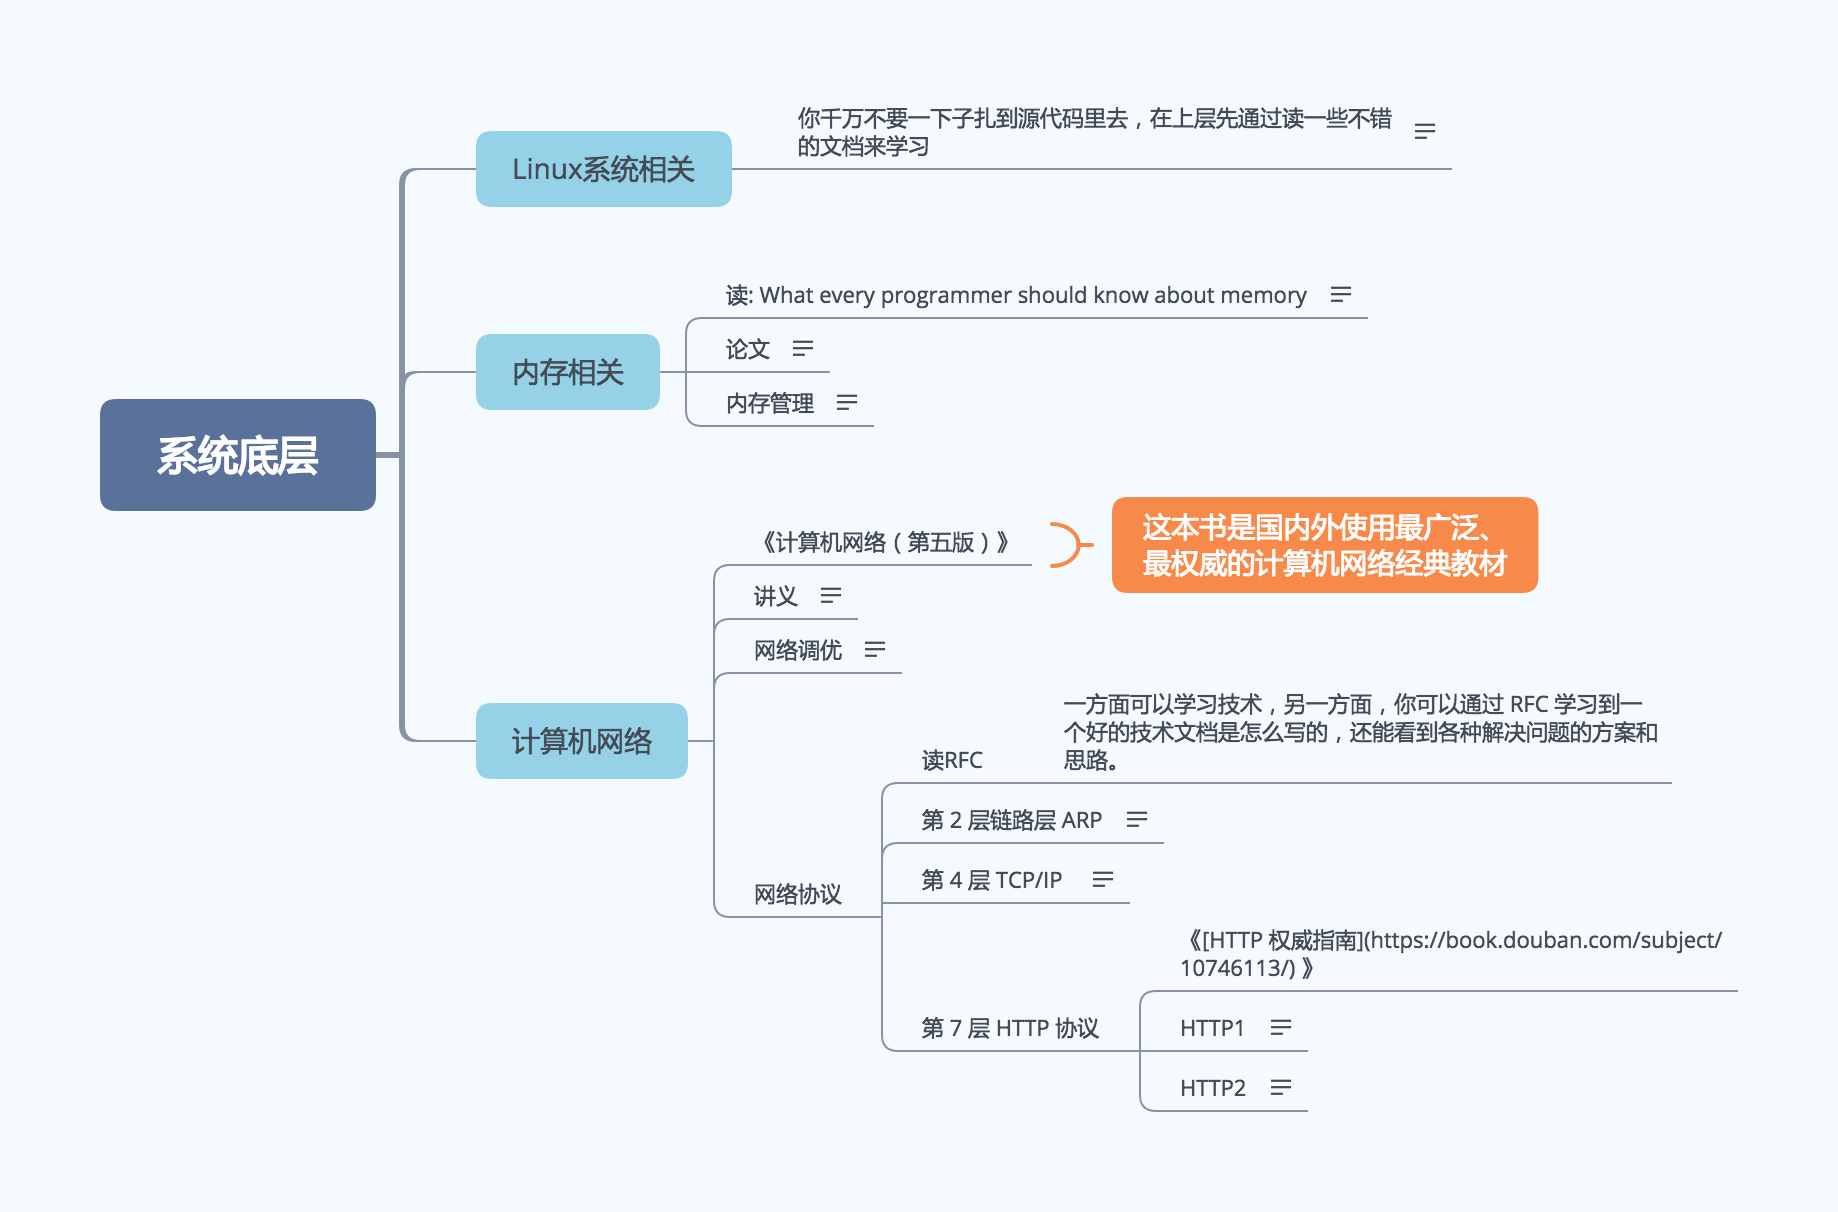 系统底层
Linux系统相关
你千万不要一下子扎到源代码里去，在上层先通过读一些不错
的文档来学习
内存相关
读: What every programmer should know about memory
论文
内存管理
计算机网络
《计算机网络（第五版）》
这本书是国内外使用最广泛、
最权威的计算机网络经典教材
讲义
网络调优
网络协议
读RFC
一方面可以学习技术，另一方面，你可以通过 RFC 学习到一
个好的技术文档是怎么写的，还能看到各种解决问题的方案和
思路。
第 2 层链路层 ARP
第 4 层 TCP/IP
第 7 层 HTTP 协议
《[HTTP 权威指南](https://book.douban.com/subject/
10746113/) 》
HTTP1
HTTP2